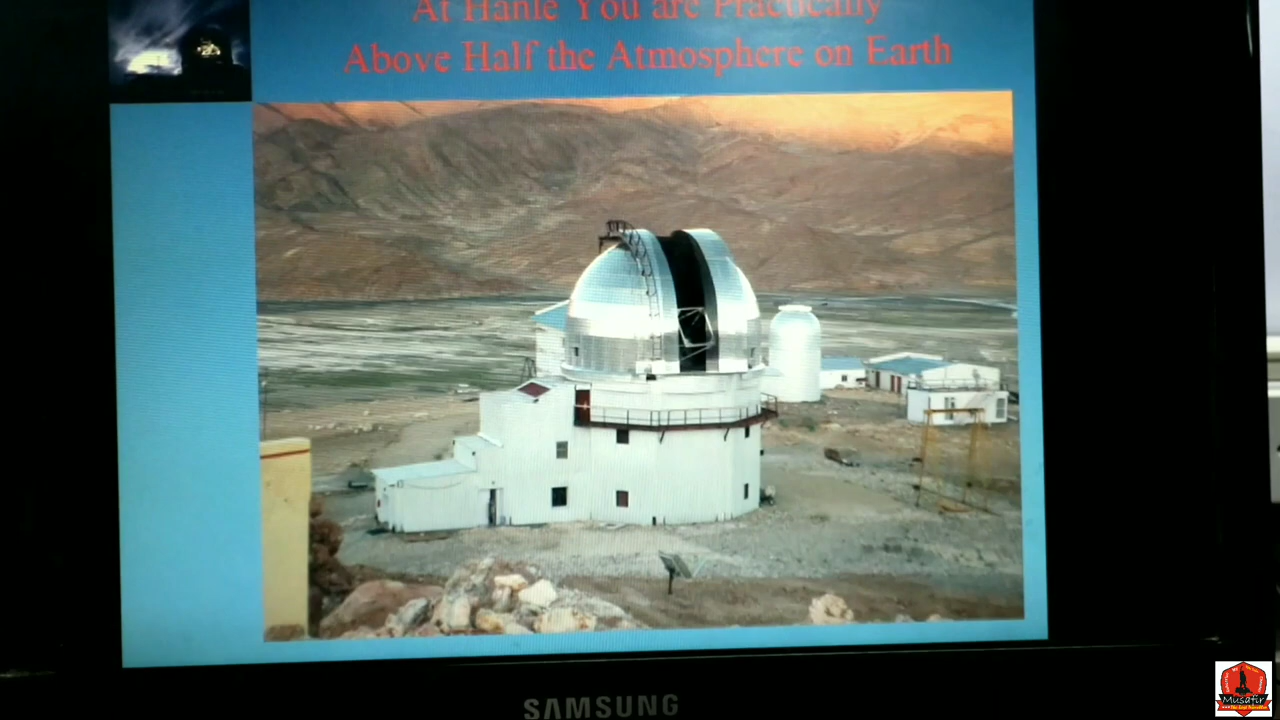 At Hanle You are Practically
Above Half the Atmosphere on Earth
SAMSUNG
Musafir